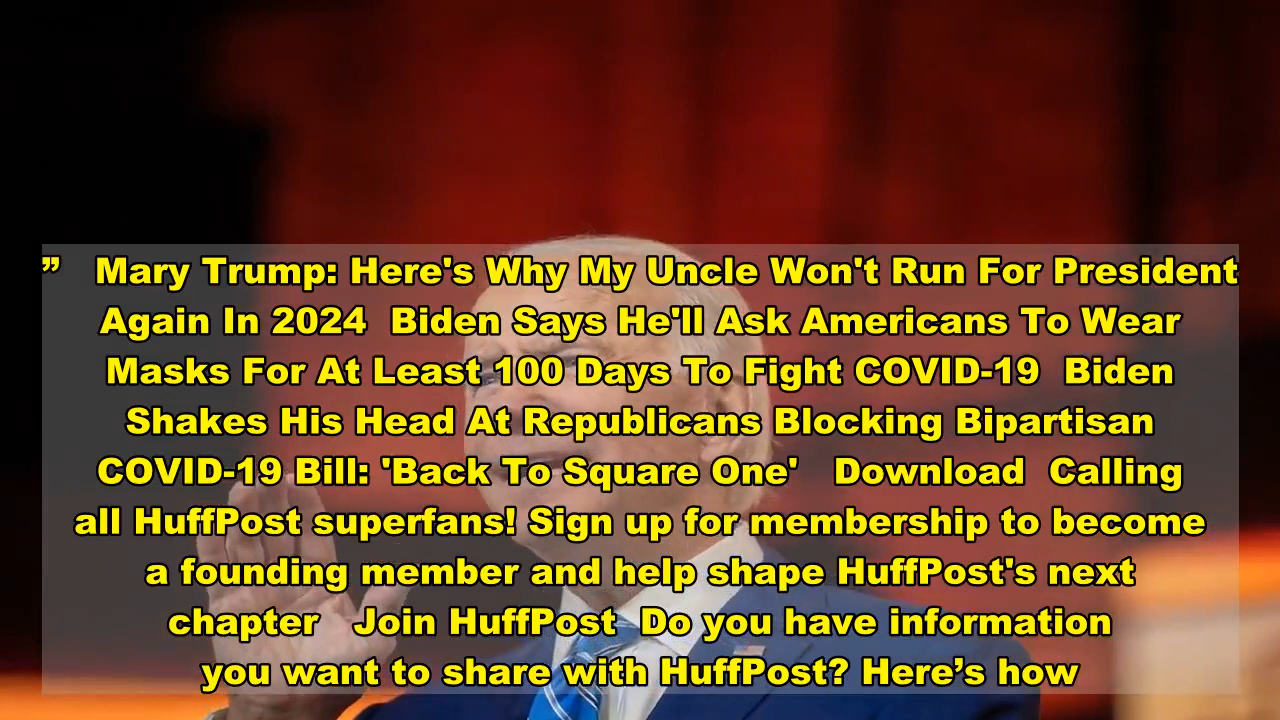 ”   Mary Trump: Here's Why My Uncle Won't Run For President
Again In 2024  Biden Says He'll Ask Americans To Wear
Masks For At Least 100 Days To Fight COVID-19  Biden
Shakes His Head At Republicans Blocking Bipartisan
COVID-19 Bill: 'Back To Square One'   Download  Calling
all HuffPost superfans! Sign up for membership to become
a founding member and help shape HuffPost's next
chapter   Join HuffPost  Do you have information
you want to share with HuffPost? Here’s how